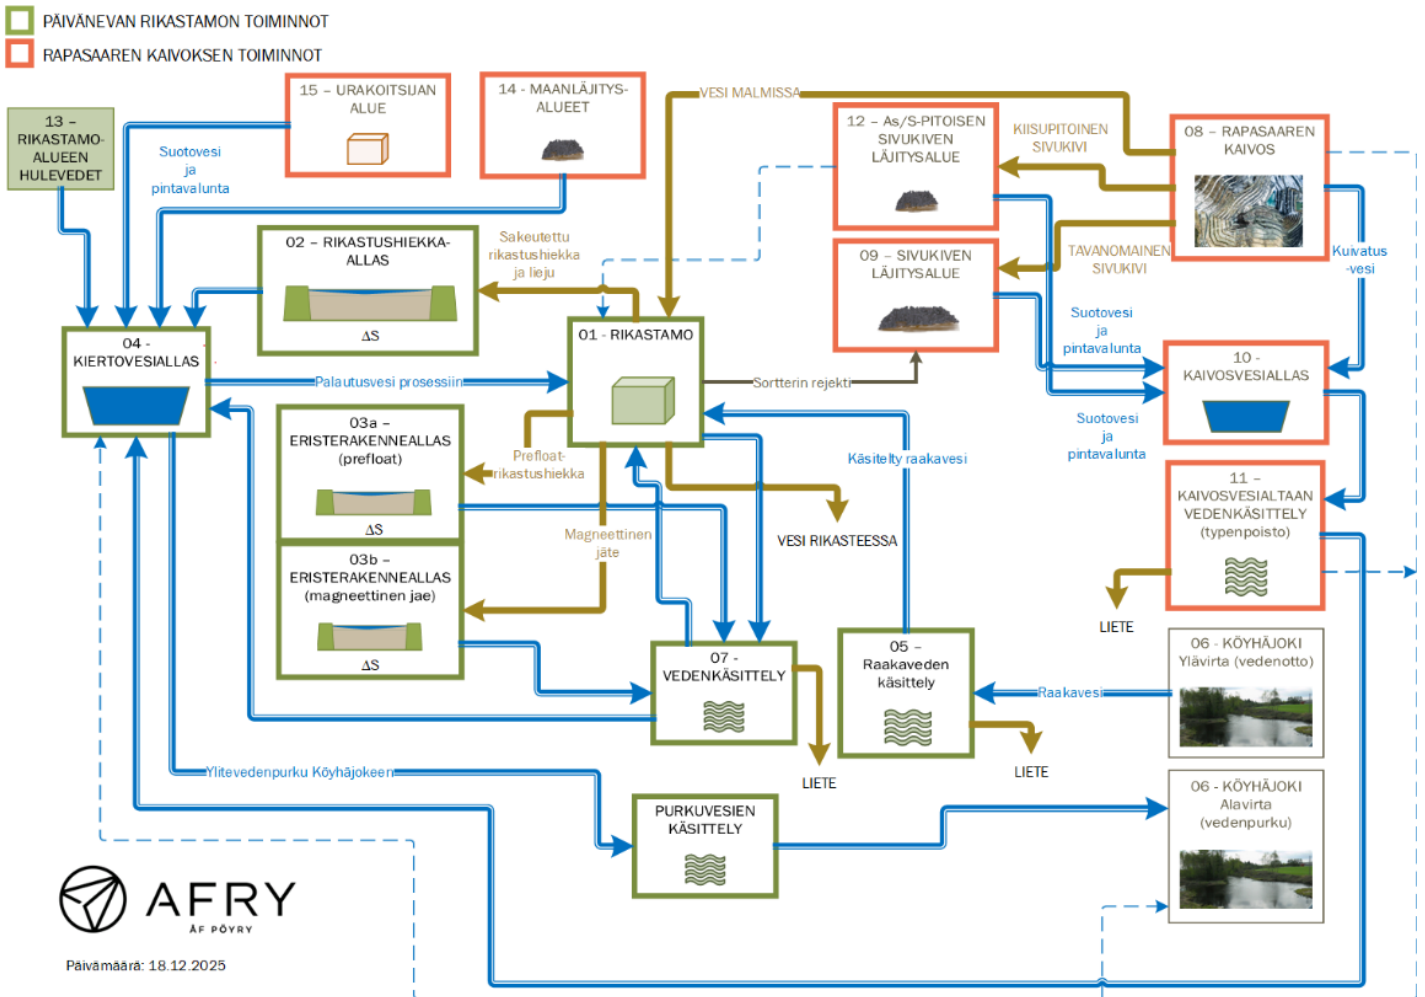 PÄIVÄNEVAN RIKASTAMON TOIMINNOT
RAPASAAREN KAIVOKSEN TOIMINNOT
13 –
RIKASTAMO-
ALUEEN
HULEVEDET
15 – URAKOITSIJAN
ALUE
14 - MAANLÄJITYS-
ALUEET
VESI MALMISSA
12 – As/S-PITOISEN
SIVUKIVEN
LÄJITYSALUE
KIISUPITOINEN
SIVUKIVI
08 – RAPASAAREN
KAIVOS
Suotovesi
ja
pintavalunta
02 – RIKASTUSHIEKKA-
ALLAS
ΔS
Sakeutettu
rikastushiekka
ja lieju
09 – SIVUKIVEN
LÄJITYSALUE
TAVANOMAINEN
SIVUKIVI
Kuivatus
-vesi
04 -
KIERTOVESIALLAS
01 - RIKASTAMO
Suotovesi
ja
pintavalunta
10 -
KAIVOSVESIALLAS
Palautusvesi prosessiin
Sortterin rejekti
03a –
ERISTERAKENNEALLAS
(prefloat)
ΔS
Prefloat-
rikastushiekka
Käsitelty raakavesi
Suotovesi
ja
pintavalunta
11 –
KAIVOSVESIALTAAN
VEDENKÄSITTELY
(typenpoisto)
Magneettinen
jäte
VESI RIKASTEESSA
03b –
ERISTERAKENNEALLAS
(magneettinen jae)
ΔS
LIETE
07 -
VEDENKÄSITTELY
05 –
Raakaveden
käsittely
Raakavesi
06 - KÖYHÄJOKI
Ylävirta (vedenotto)
LIETE
LIETE
Ylitevedenpurku Köyhäjokeen
PURKUVESIEN
KÄSITTELY
06 - KÖYHÄJOKI
Alavirta
(vedenpurku)
AFRY
ÅF PÖYRY
Päivämäärä: 18.12.2025